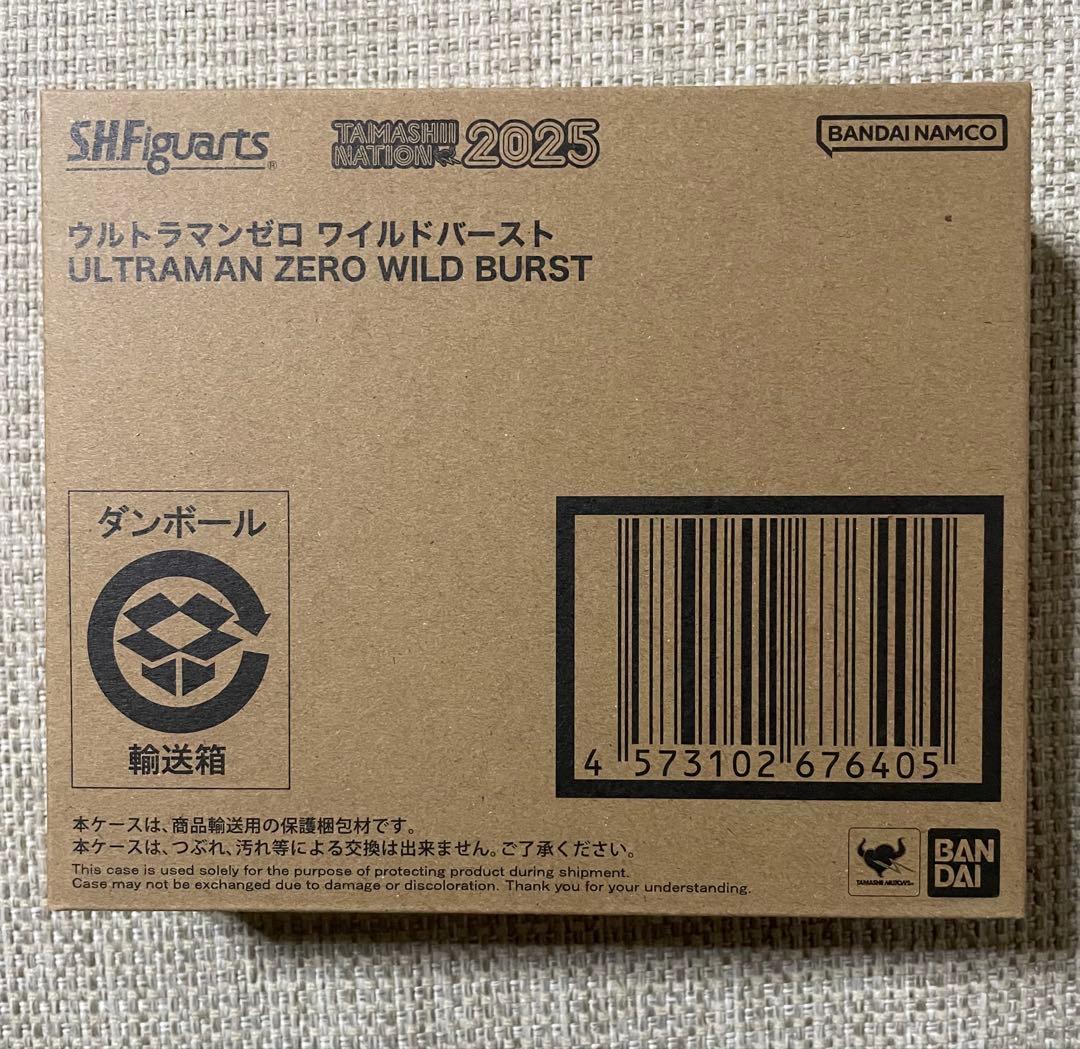 S.H.Figuarts®
TAMASHII NATION 2025
BANDAI NAMCO
ウルトラマンゼロ ワイルドバースト
ULTRAMAN ZERO WILD BURST
ダンボール
輸送箱
4 573102 676405
本ケースは、商品輸送用の保護梱包材です。
本ケースは、つぶれ、汚れ等による交換は出来ません。ご了承ください。
This case is used solely for the purpose of protecting product during shipment.
Case may not be exchanged due to damage or discoloration. Thank you for your understanding.
TAMASHII NATIONS
BAN
DAI